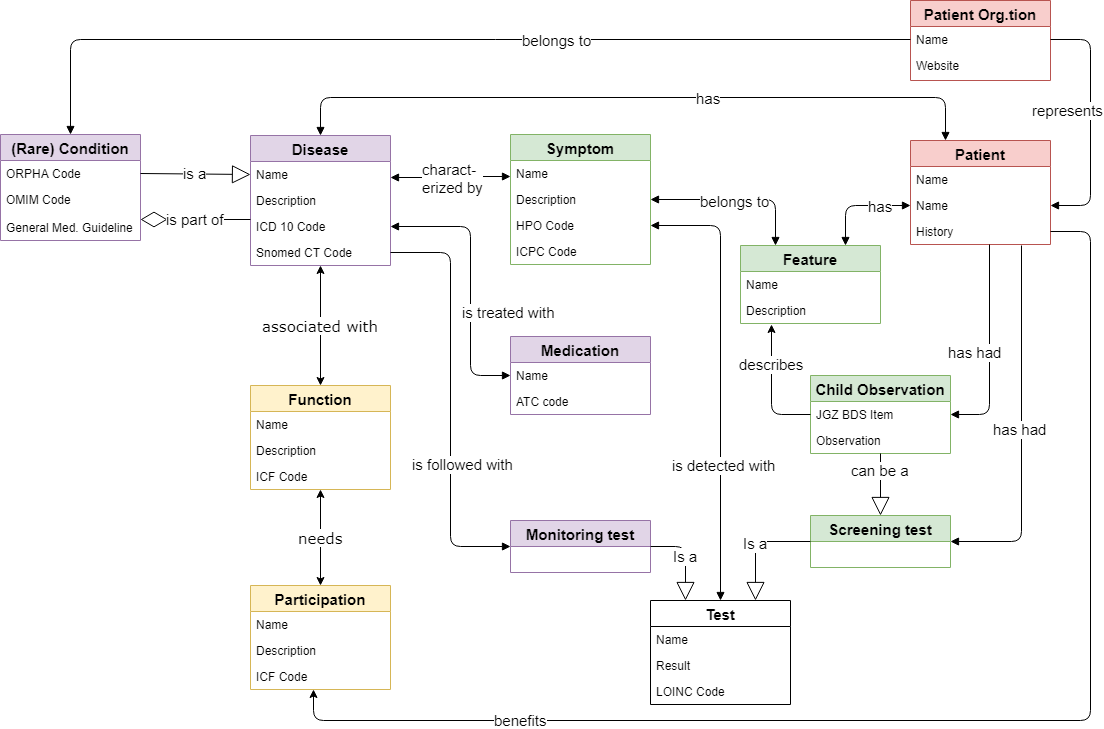 Patient Org.tion
Name
Website
belongs to
has
represents
(Rare) Condition
ORPHA Code
OMIM Code
General Med. Guideline
is a
is part of
Disease
Name
Description
ICD 10 Code
Snomed CT Code
charact-
erized by
Symptom
Name
Description
HPO Code
ICPC Code
belongs to
has
Patient
Name
Name
History
Feature
Name
Description
associated with
is treated with
Medication
Name
ATC code
describes
has had
Child Observation
JGZ BDS Item
Observation
has had
Function
Name
Description
ICF Code
is followed with
is detected with
can be a
needs
Monitoring test
Is a
Is a
Screening test
Participation
Name
Description
ICF Code
Test
Name
Result
LOINC Code
benefits